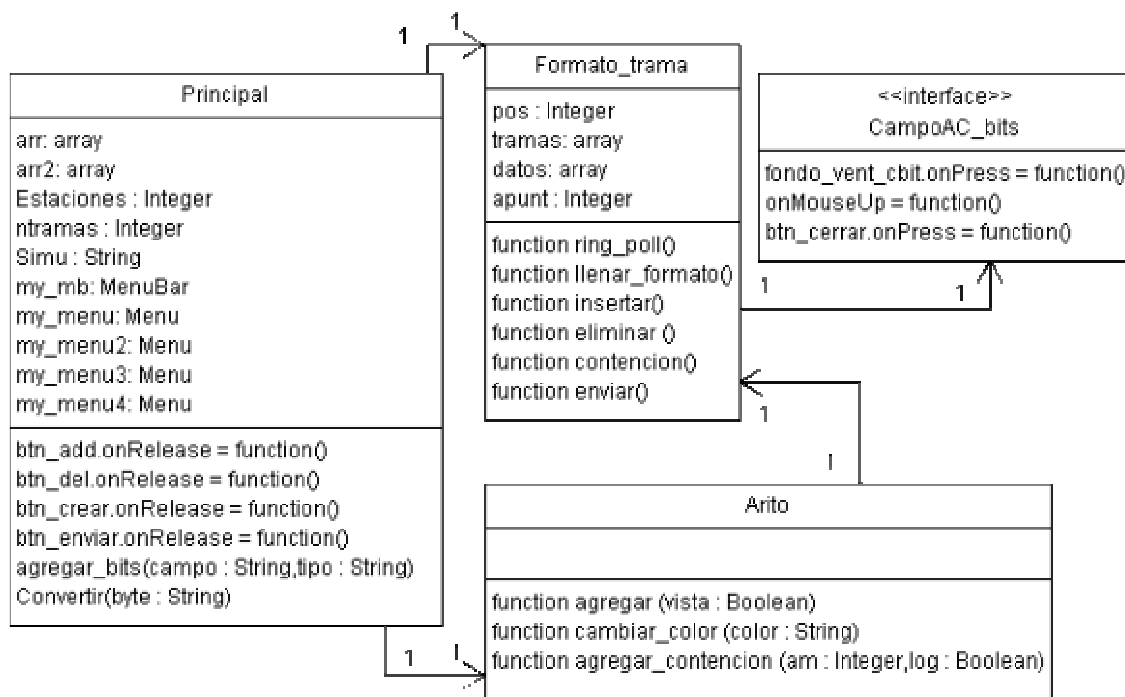 1
1
Principal
arr: array
arr2: array
Estaciones : Integer
ntramas : Integer
Simu : String
my_mb: MenuBar
my_menu: Menu
my_menu2: Menu
my_menu3: Menu
my_menu4: Menu
btn_add.onRelease = function()
btn_del.onRelease = function()
btn_crear.onRelease = function()
btn_enviar.onRelease = function()
agregar_bits(campo : String,tipo : String)
Convertir(byte : String)
Formato_trama
pos : Integer
tramas: array
datos: array
apunt : Integer
function ring_poll()
function llenar_formato()
function insertar()
function eliminar ()
function contencion()
function enviar()
<<interface>>
CampoAC_bits
fondo_vent_cbit.onPress = function()
onMouseUp = function()
btn_cerrar.onPress = function()
1
1
1
1
Arito
function agregar (vista : Boolean)
function cambiar_color (color : String)
function agregar_contencion (am : Integer,log : Boolean)
1
1